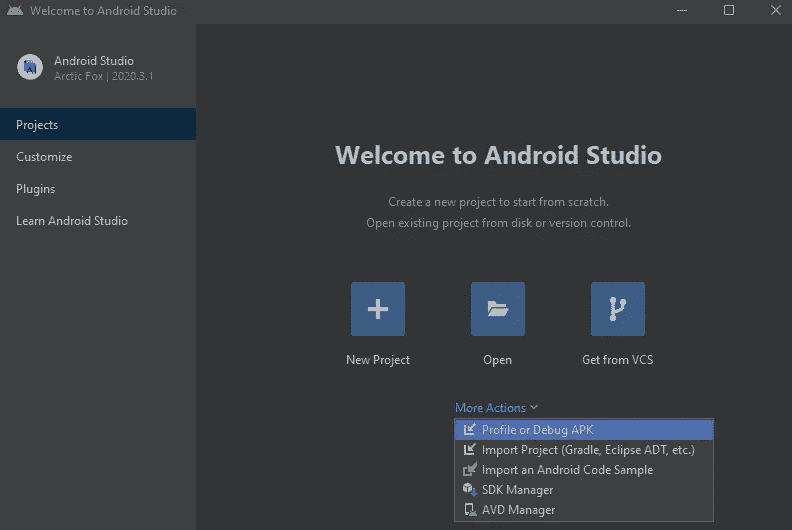 Welcome to Android Studio
Android Studio
Arctic Fox | 2020.3.1
Projects
Customize
Plugins
Learn Android Studio
Welcome to Android Studio
Create a new project to start from scratch.
Open existing project from disk or version control.
New Project
Open
Get from VCS
More Actions
Profile or Debug APK
Import Project (Gradle, Eclipse ADT, etc.)
Import an Android Code Sample
SDK Manager
AVD Manager